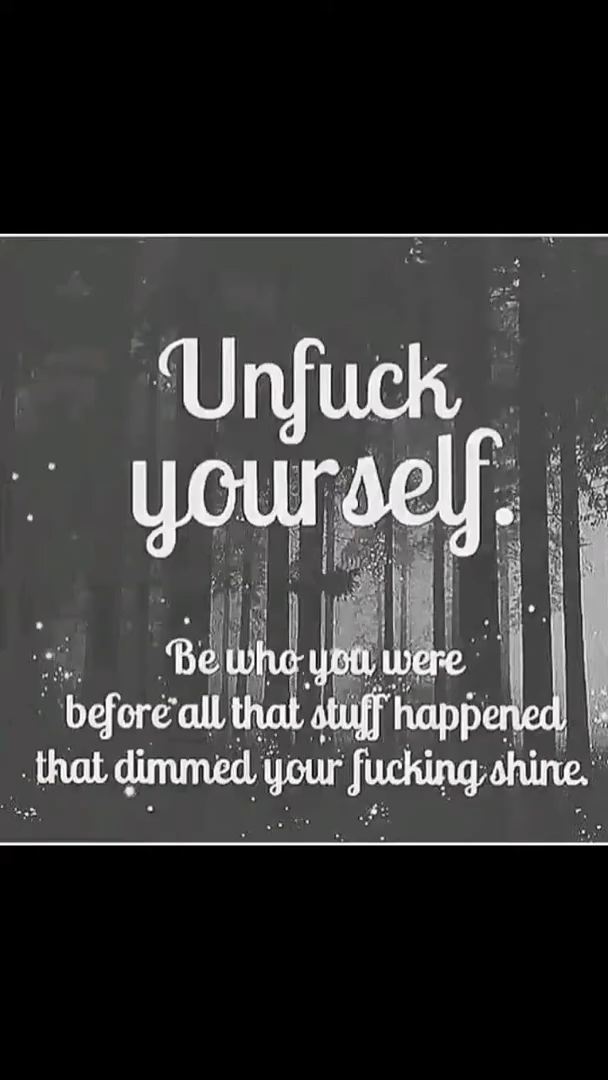 Unfuck
yourself.
Be who you were
before all that stuff happened
that dimmed your fucking shine.